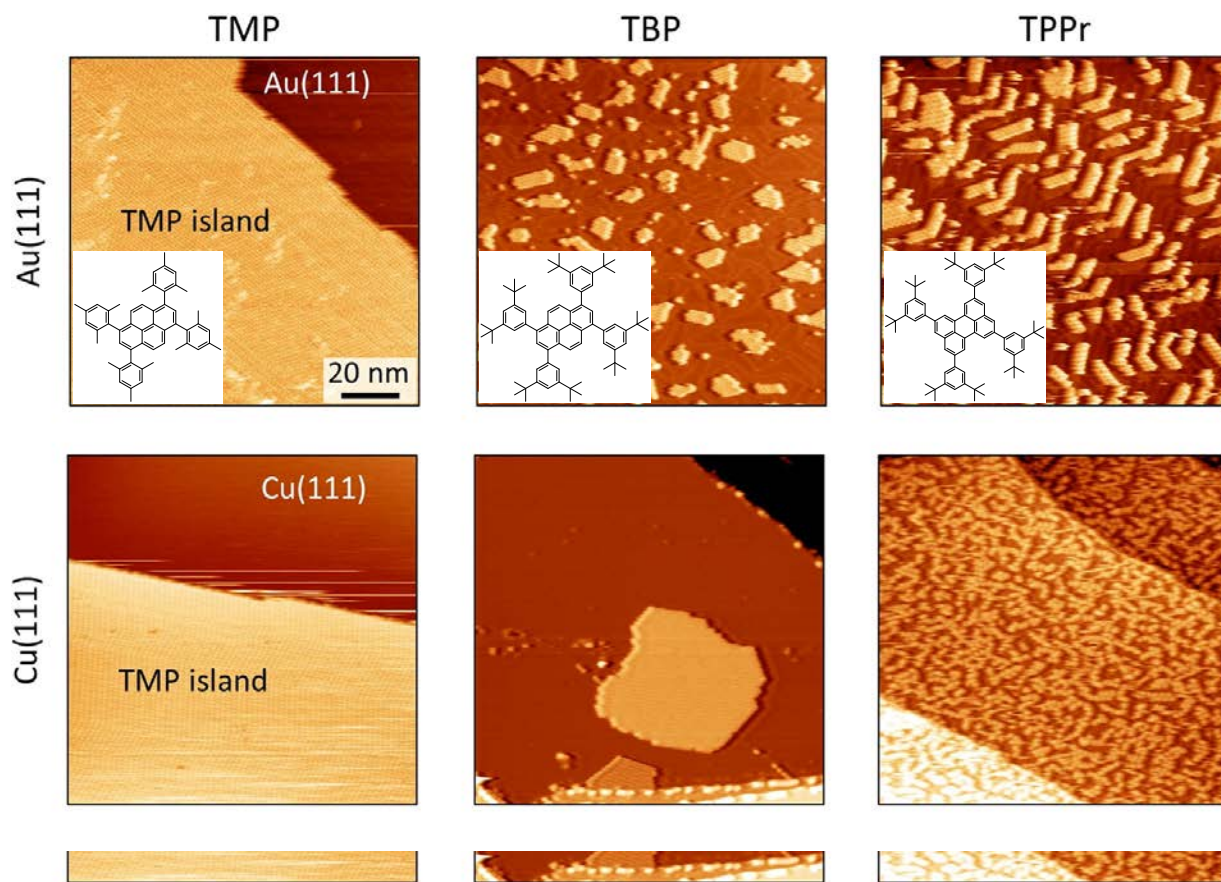 TMP
TBP
TPPr
Au(111)
Au(111)
TMP island
20 nm
Cu(111)
Cu(111)
TMP island